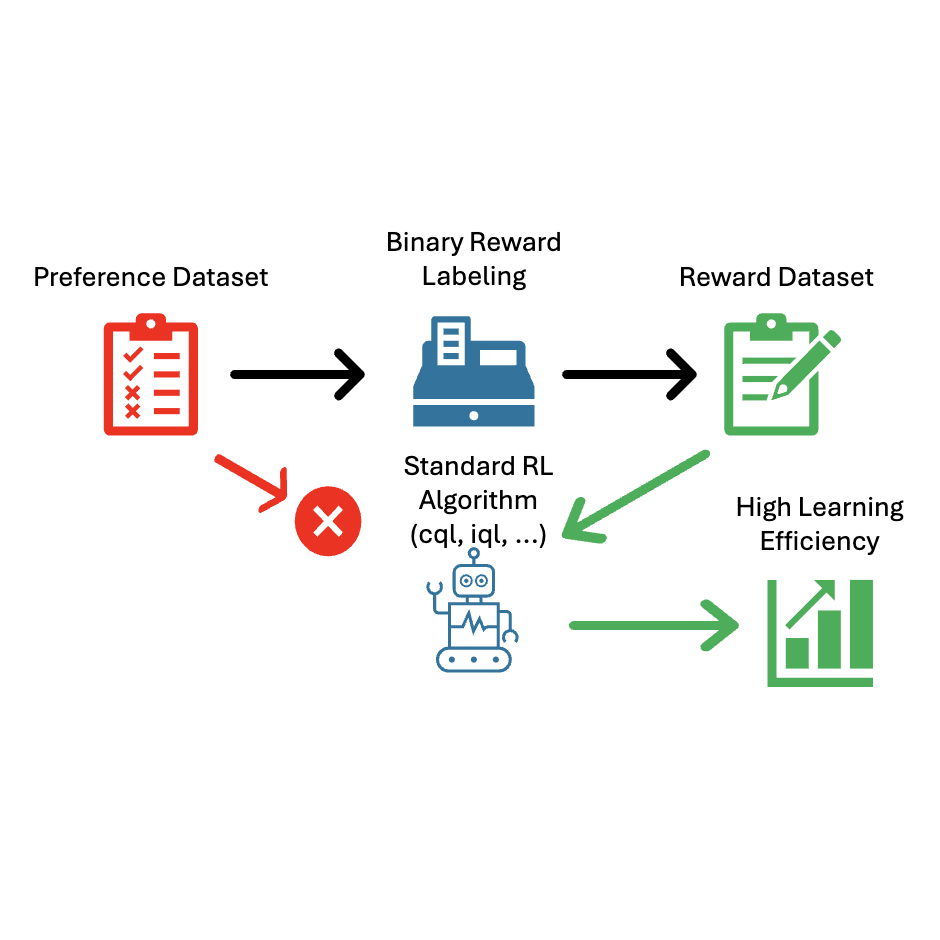 Preference Dataset
Binary Reward
Labeling
Reward Dataset
Standard RL
Algorithm
(cql, iql, ...)
High Learning
Efficiency